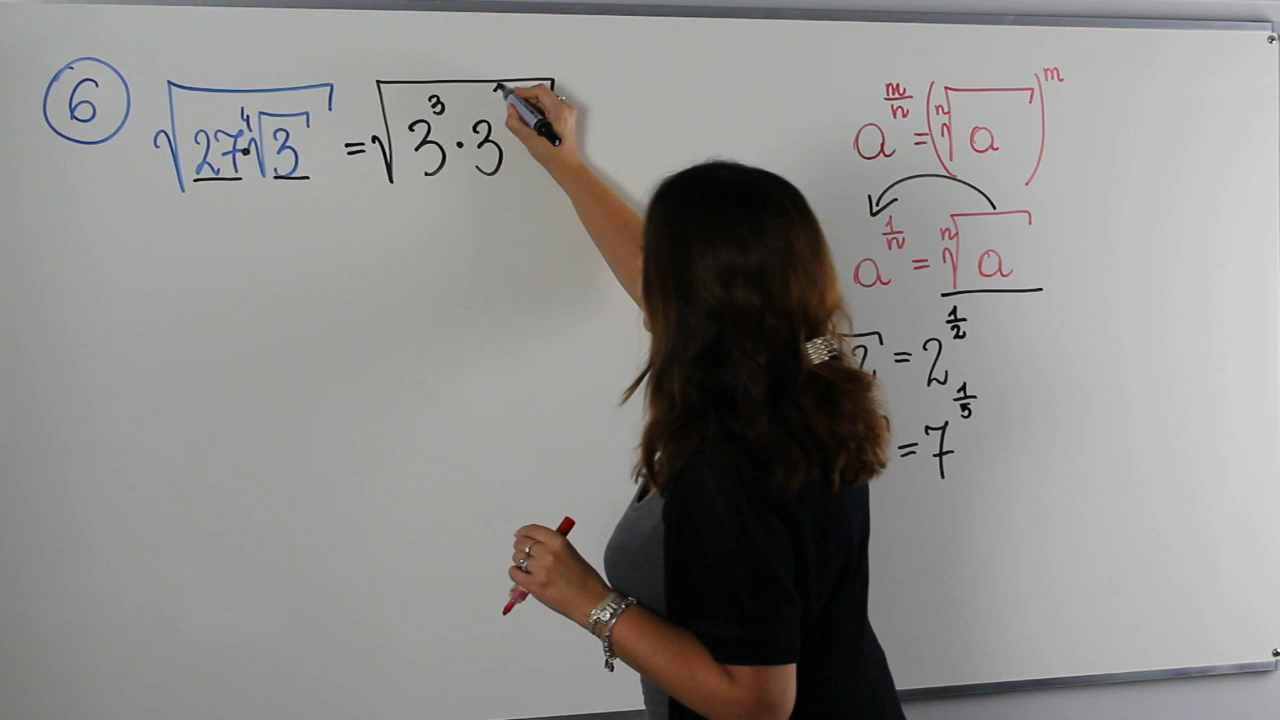 6 √(27·⁴√3) = √(3³·3
a^(m/n) = (ⁿ√a)^m
a^(1/n) = ⁿ√a
√2 = 2^(1/2)
= 7^(1/5)